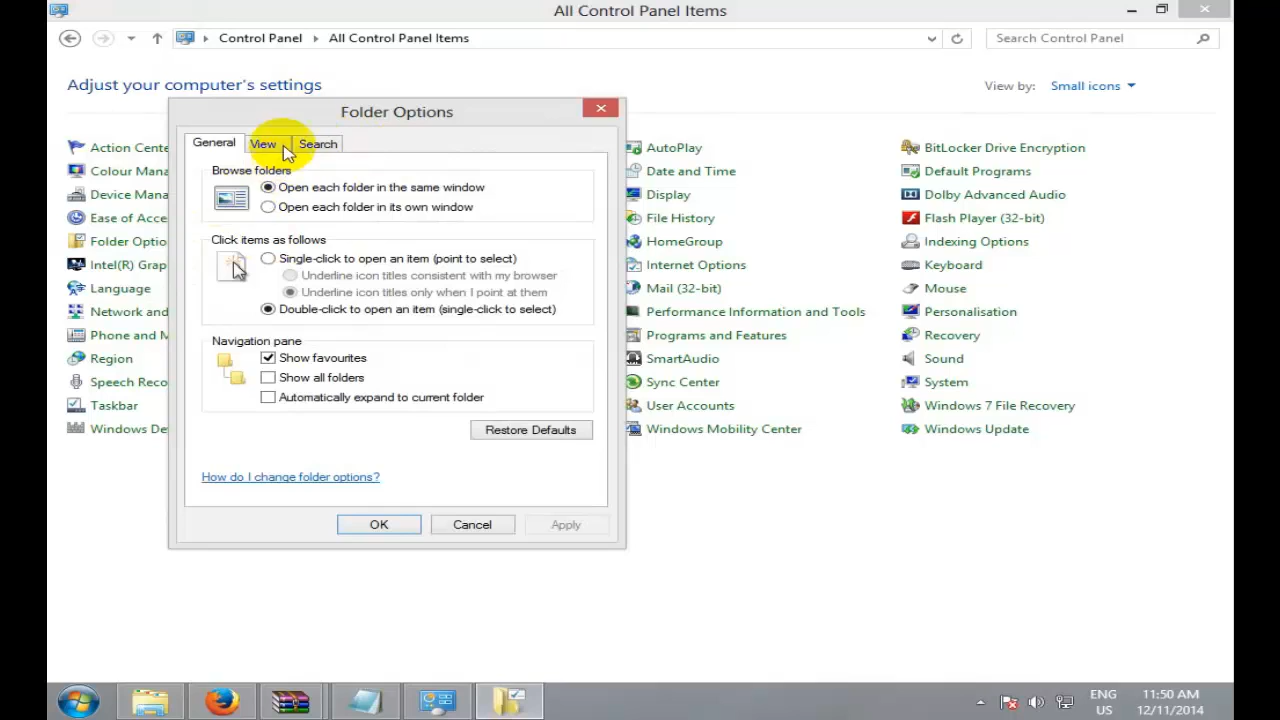 All Control Panel Items
Control Panel
All Control Panel Items
Search Control Panel
Adjust your computer's settings
View by:
Small icons
Folder Options
General
View
Search
Browse folders
Open each folder in the same window
Open each folder in its own window
Click items as follows
Single-click to open an item (point to select)
Underline icon titles consistent with my browser
Underline icon titles only when I point at them
Double-click to open an item (single-click to select)
Navigation pane
Show favourites
Show all folders
Automatically expand to current folder
Restore Defaults
How do I change folder options?
OK
Cancel
Apply
Action Cente
Colour Mana
Device Mana
Ease of Acce
Folder Optio
Intel(R) Grap
Language
Network and
Phone and M
Region
Speech Reco
Taskbar
Windows De
AutoPlay
Date and Time
Display
File History
HomeGroup
Internet Options
Mail (32-bit)
Performance Information and Tools
Programs and Features
SmartAudio
Sync Center
User Accounts
Windows Mobility Center
BitLocker Drive Encryption
Default Programs
Dolby Advanced Audio
Flash Player (32-bit)
Indexing Options
Keyboard
Mouse
Personalisation
Recovery
Sound
System
Windows 7 File Recovery
Windows Update
ENG
US
11:50 AM
12/11/2014